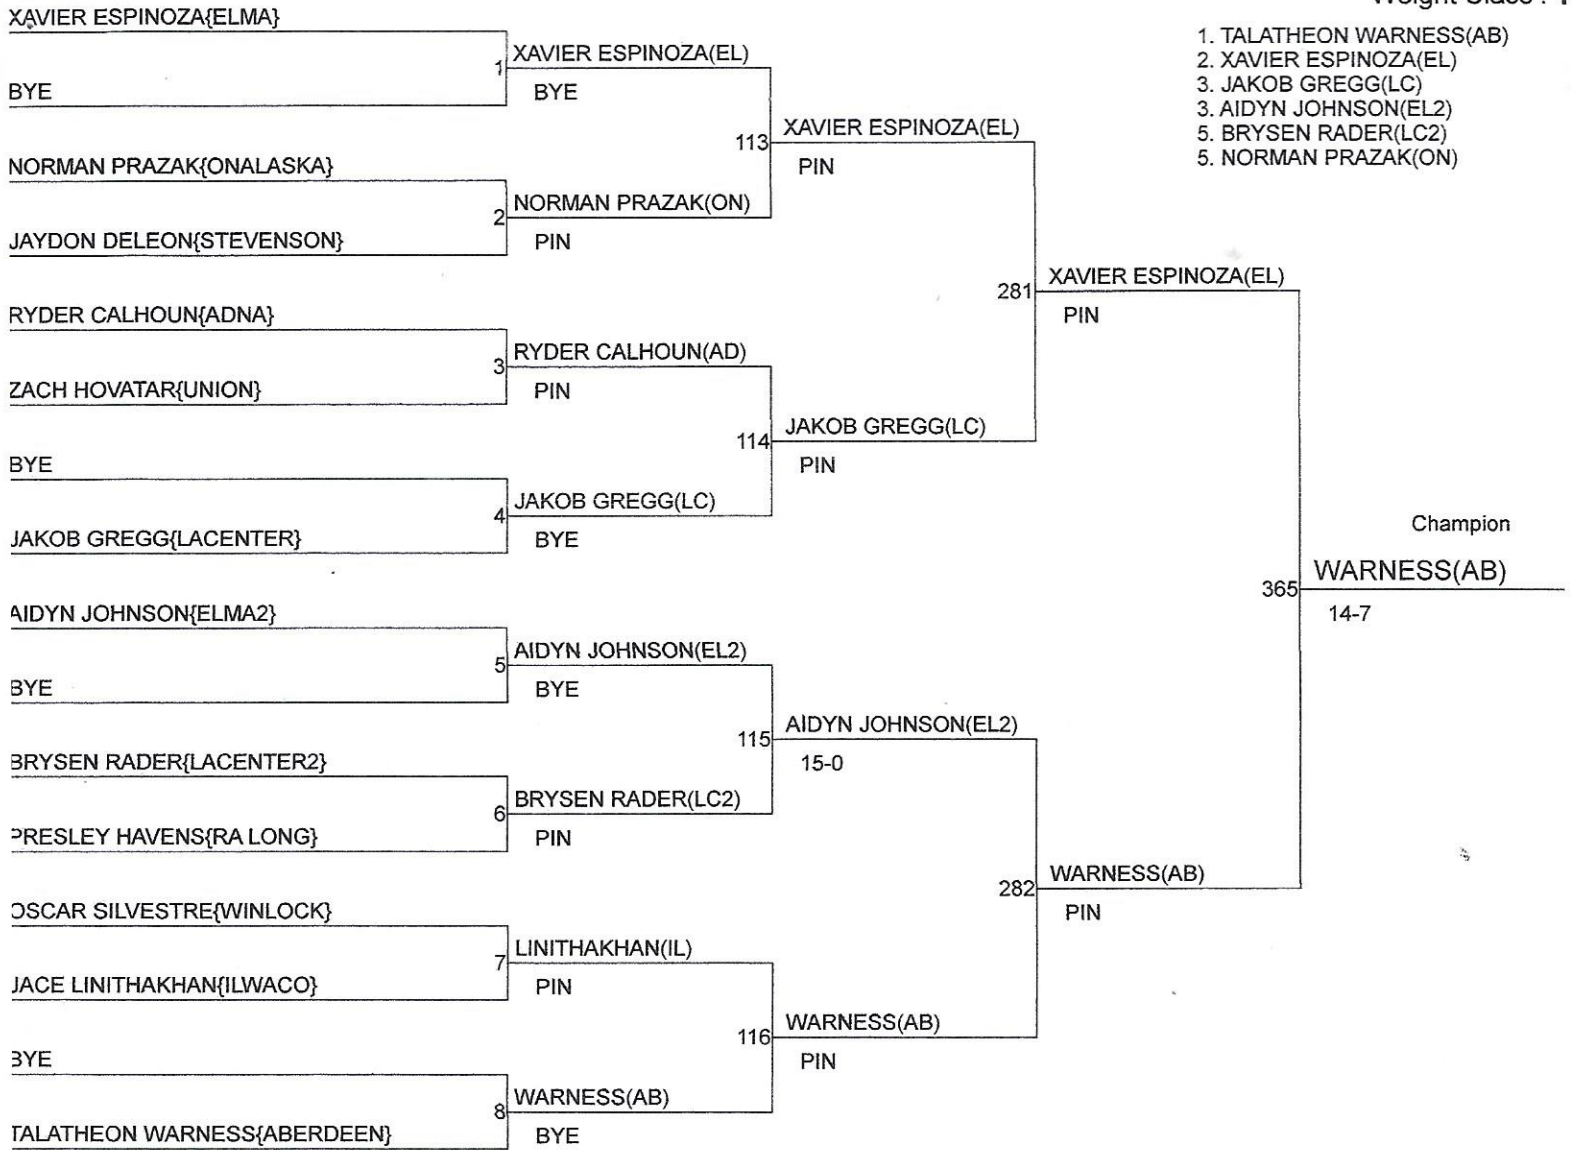 XAVIER ESPINOZA{ELMA}
BYE
NORMAN PRAZAK{ONALASKA}
JAYDON DELEON{STEVENSON}
RYDER CALHOUN{ADNA}
ZACH HOVATAR{UNION}
BYE
JAKOB GREGG{LACENTER}
AIDYN JOHNSON{ELMA2}
BYE
BRYSEN RADER{LACENTER2}
PRESLEY HAVENS{RA LONG}
OSCAR SILVESTRE{WINLOCK}
JACE LINITHAKHAN{ILWACO}
BYE
TALATHEON WARNESS{ABERDEEN}
1 XAVIER ESPINOZA(EL)
BYE
2 NORMAN PRAZAK(ON)
PIN
3 RYDER CALHOUN(AD)
PIN
4 JAKOB GREGG(LC)
BYE
5 AIDYN JOHNSON(EL2)
BYE
6 BRYSEN RADER(LC2)
PIN
7 LINITHAKHAN(IL)
PIN
8 WARNESS(AB)
BYE
113 XAVIER ESPINOZA(EL)
PIN
114 JAKOB GREGG(LC)
PIN
115 AIDYN JOHNSON(EL2)
15-0
116 WARNESS(AB)
PIN
281 XAVIER ESPINOZA(EL)
PIN
282 WARNESS(AB)
PIN
Champion
365 WARNESS(AB)
14-7
Weight Class :
1. TALATHEON WARNESS(AB)
2. XAVIER ESPINOZA(EL)
3. JAKOB GREGG(LC)
3. AIDYN JOHNSON(EL2)
5. BRYSEN RADER(LC2)
5. NORMAN PRAZAK(ON)